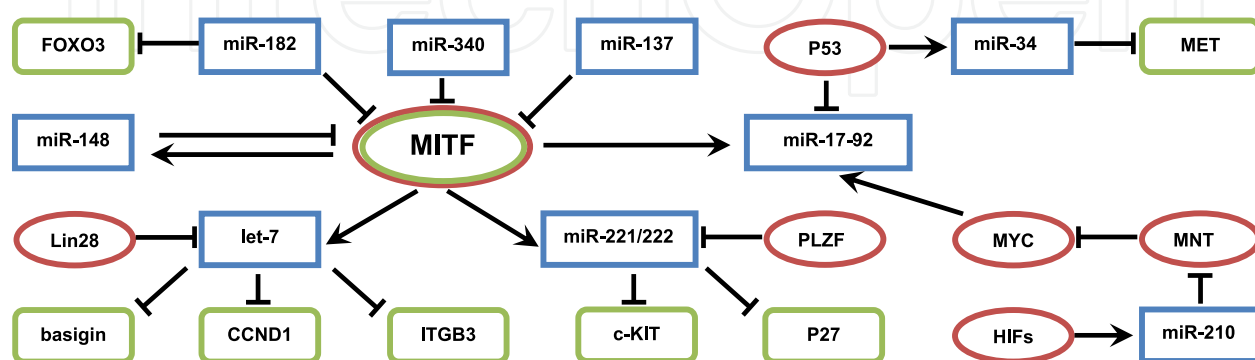 FOXO3
miR-182
miR-340
miR-137
P53
miR-34
MET
miR-148
MITF
miR-17-92
Lin28
let-7
miR-221/222
PLZF
MYC
MNT
basigin
CCND1
ITGB3
c-KIT
P27
HIFs
miR-210